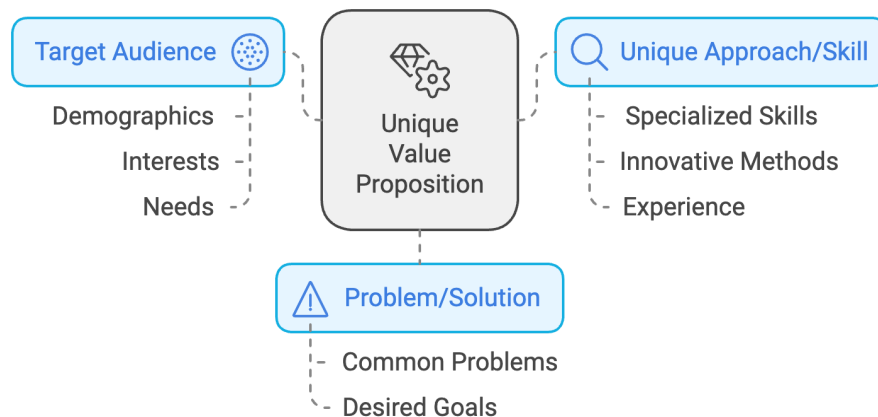 Target Audience
Demographics
Interests
Needs
Unique
Value
Proposition
Unique Approach/Skill
Specialized Skills
Innovative Methods
Experience
Problem/Solution
Common Problems
Desired Goals